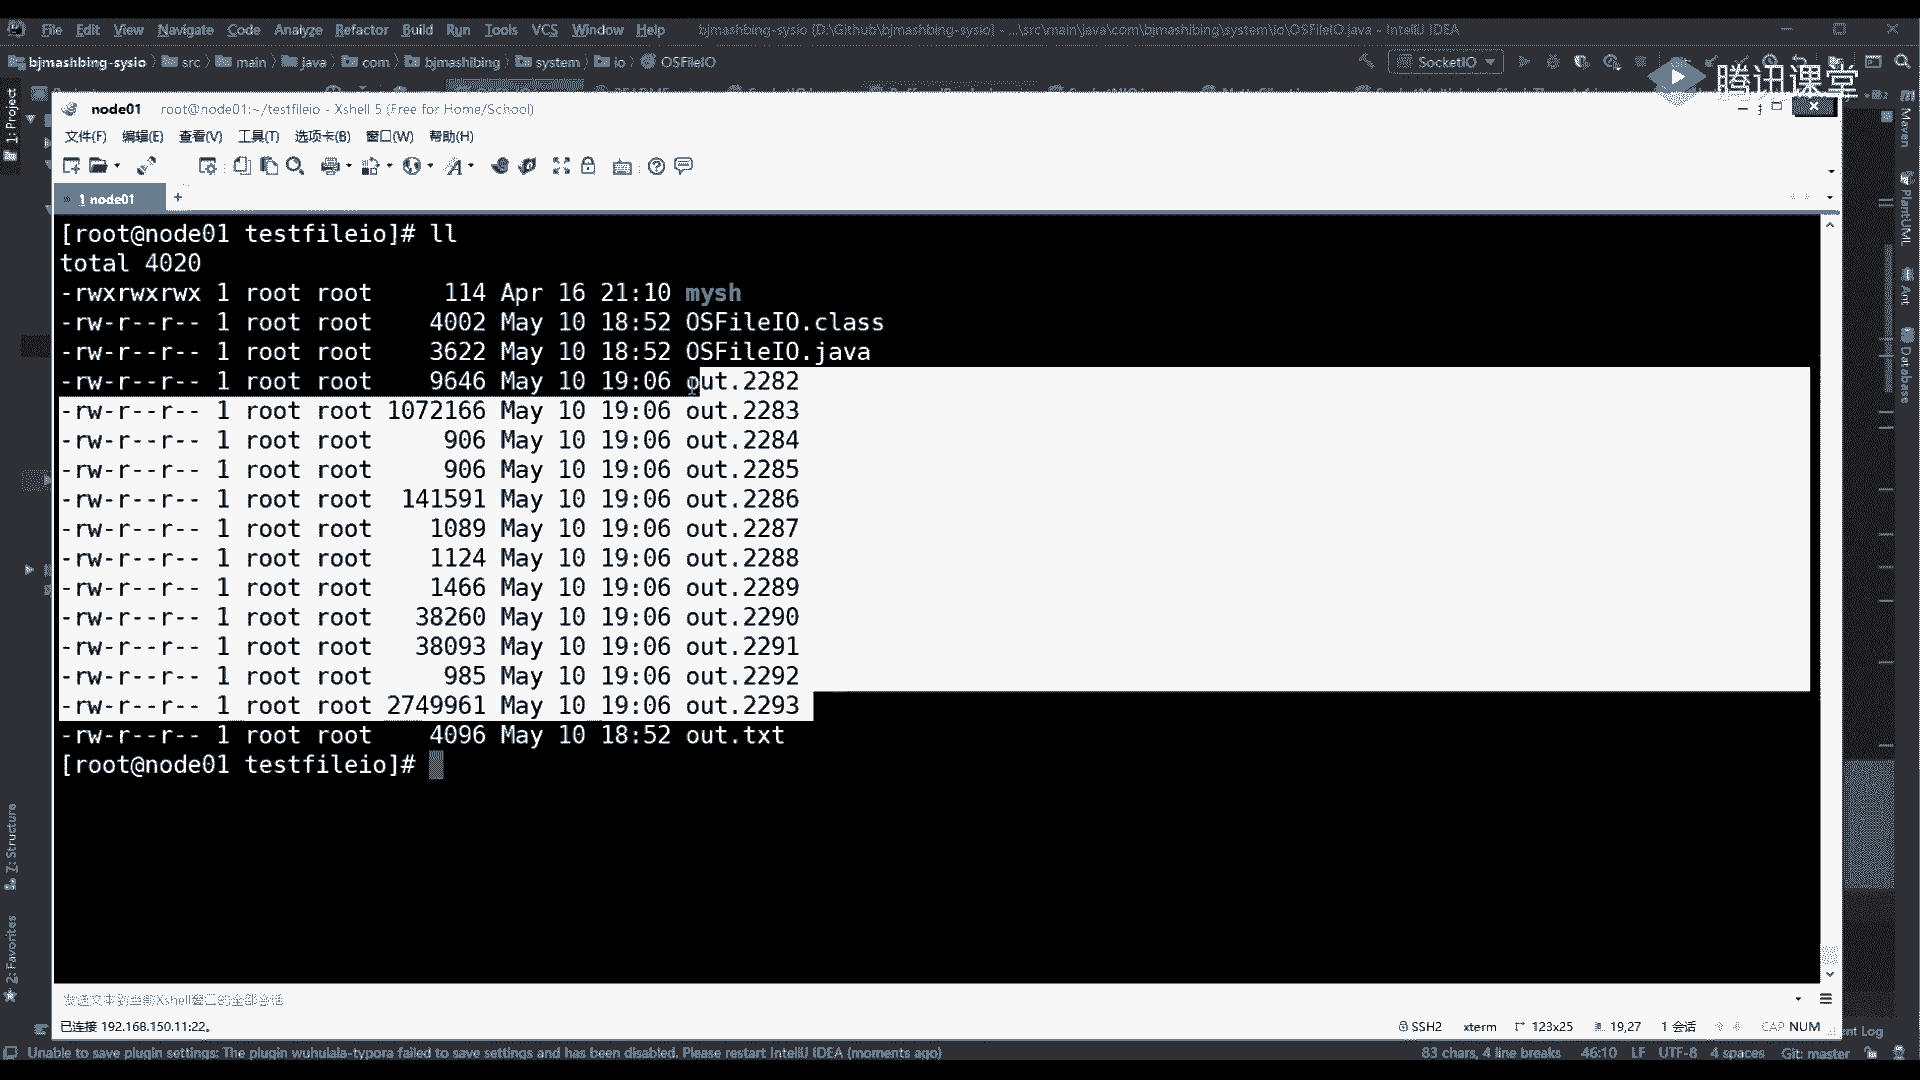 File Edit View Navigate Code Analyze Refactor Build Run Tools VCS Window Help bjmashbing-sysio [D:\Github\bjmashbing-sysio] - ...\src\main\java\com\bjmashibing\system\io\OSFileIO.java - IntelliJ IDEA
bjmashbing-sysio src main java com bjmashibing system io OSFileIO SocketIO
腾讯课堂
node01 root@node01:~/testfileio - Xshell 5 (Free for Home/School)
文件(F) 编辑(E) 查看(V) 工具(T) 选项卡(B) 窗口(W) 帮助(H)
1 node01 +
[root@node01 testfileio]# ll
total 4020
-rwxrwxrwx 1 root root 114 Apr 16 21:10 mysh
-rw-r--r-- 1 root root 4002 May 10 18:52 OSFileIO.class
-rw-r--r-- 1 root root 3622 May 10 18:52 OSFileIO.java
-rw-r--r-- 1 root root 9646 May 10 19:06 out.2282
-rw-r--r-- 1 root root 1072166 May 10 19:06 out.2283
-rw-r--r-- 1 root root 906 May 10 19:06 out.2284
-rw-r--r-- 1 root root 906 May 10 19:06 out.2285
-rw-r--r-- 1 root root 141591 May 10 19:06 out.2286
-rw-r--r-- 1 root root 1089 May 10 19:06 out.2287
-rw-r--r-- 1 root root 1124 May 10 19:06 out.2288
-rw-r--r-- 1 root root 1466 May 10 19:06 out.2289
-rw-r--r-- 1 root root 38260 May 10 19:06 out.2290
-rw-r--r-- 1 root root 38093 May 10 19:06 out.2291
-rw-r--r-- 1 root root 985 May 10 19:06 out.2292
-rw-r--r-- 1 root root 2749961 May 10 19:06 out.2293
-rw-r--r-- 1 root root 4096 May 10 18:52 out.txt
[root@node01 testfileio]#
发送文本到当前Xshell窗口的全部会话
已连接 192.168.150.11:22。 SSH2 xterm 123x25 19,27 1 会话 CAP NUM
Unable to save plugin settings: The plugin wuhulala-typora failed to save settings and has been disabled. Please restart IntelliJ IDEA (moments ago) 83 chars, 4 line breaks 46:10 LF UTF-8 4 spaces Git: master
1: Project
Z: Structure
2: Favorites
Maven
PlantUML
Ant
Database